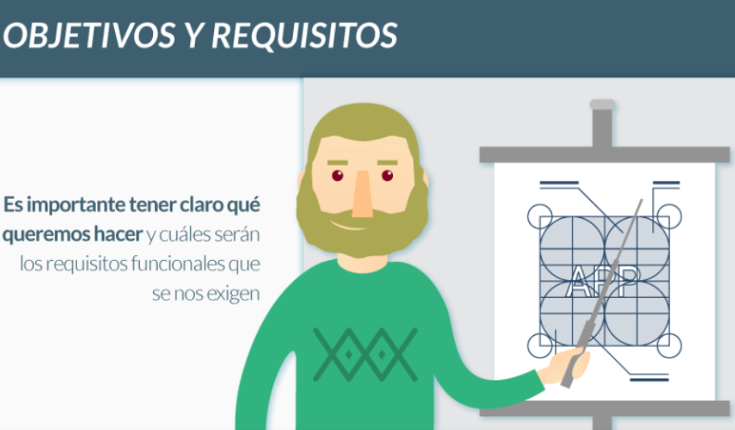 OBJETIVOS Y REQUISITOS
Es importante tener claro qué
queremos hacer y cuáles serán
los requisitos funcionales que
se nos exigen
APP